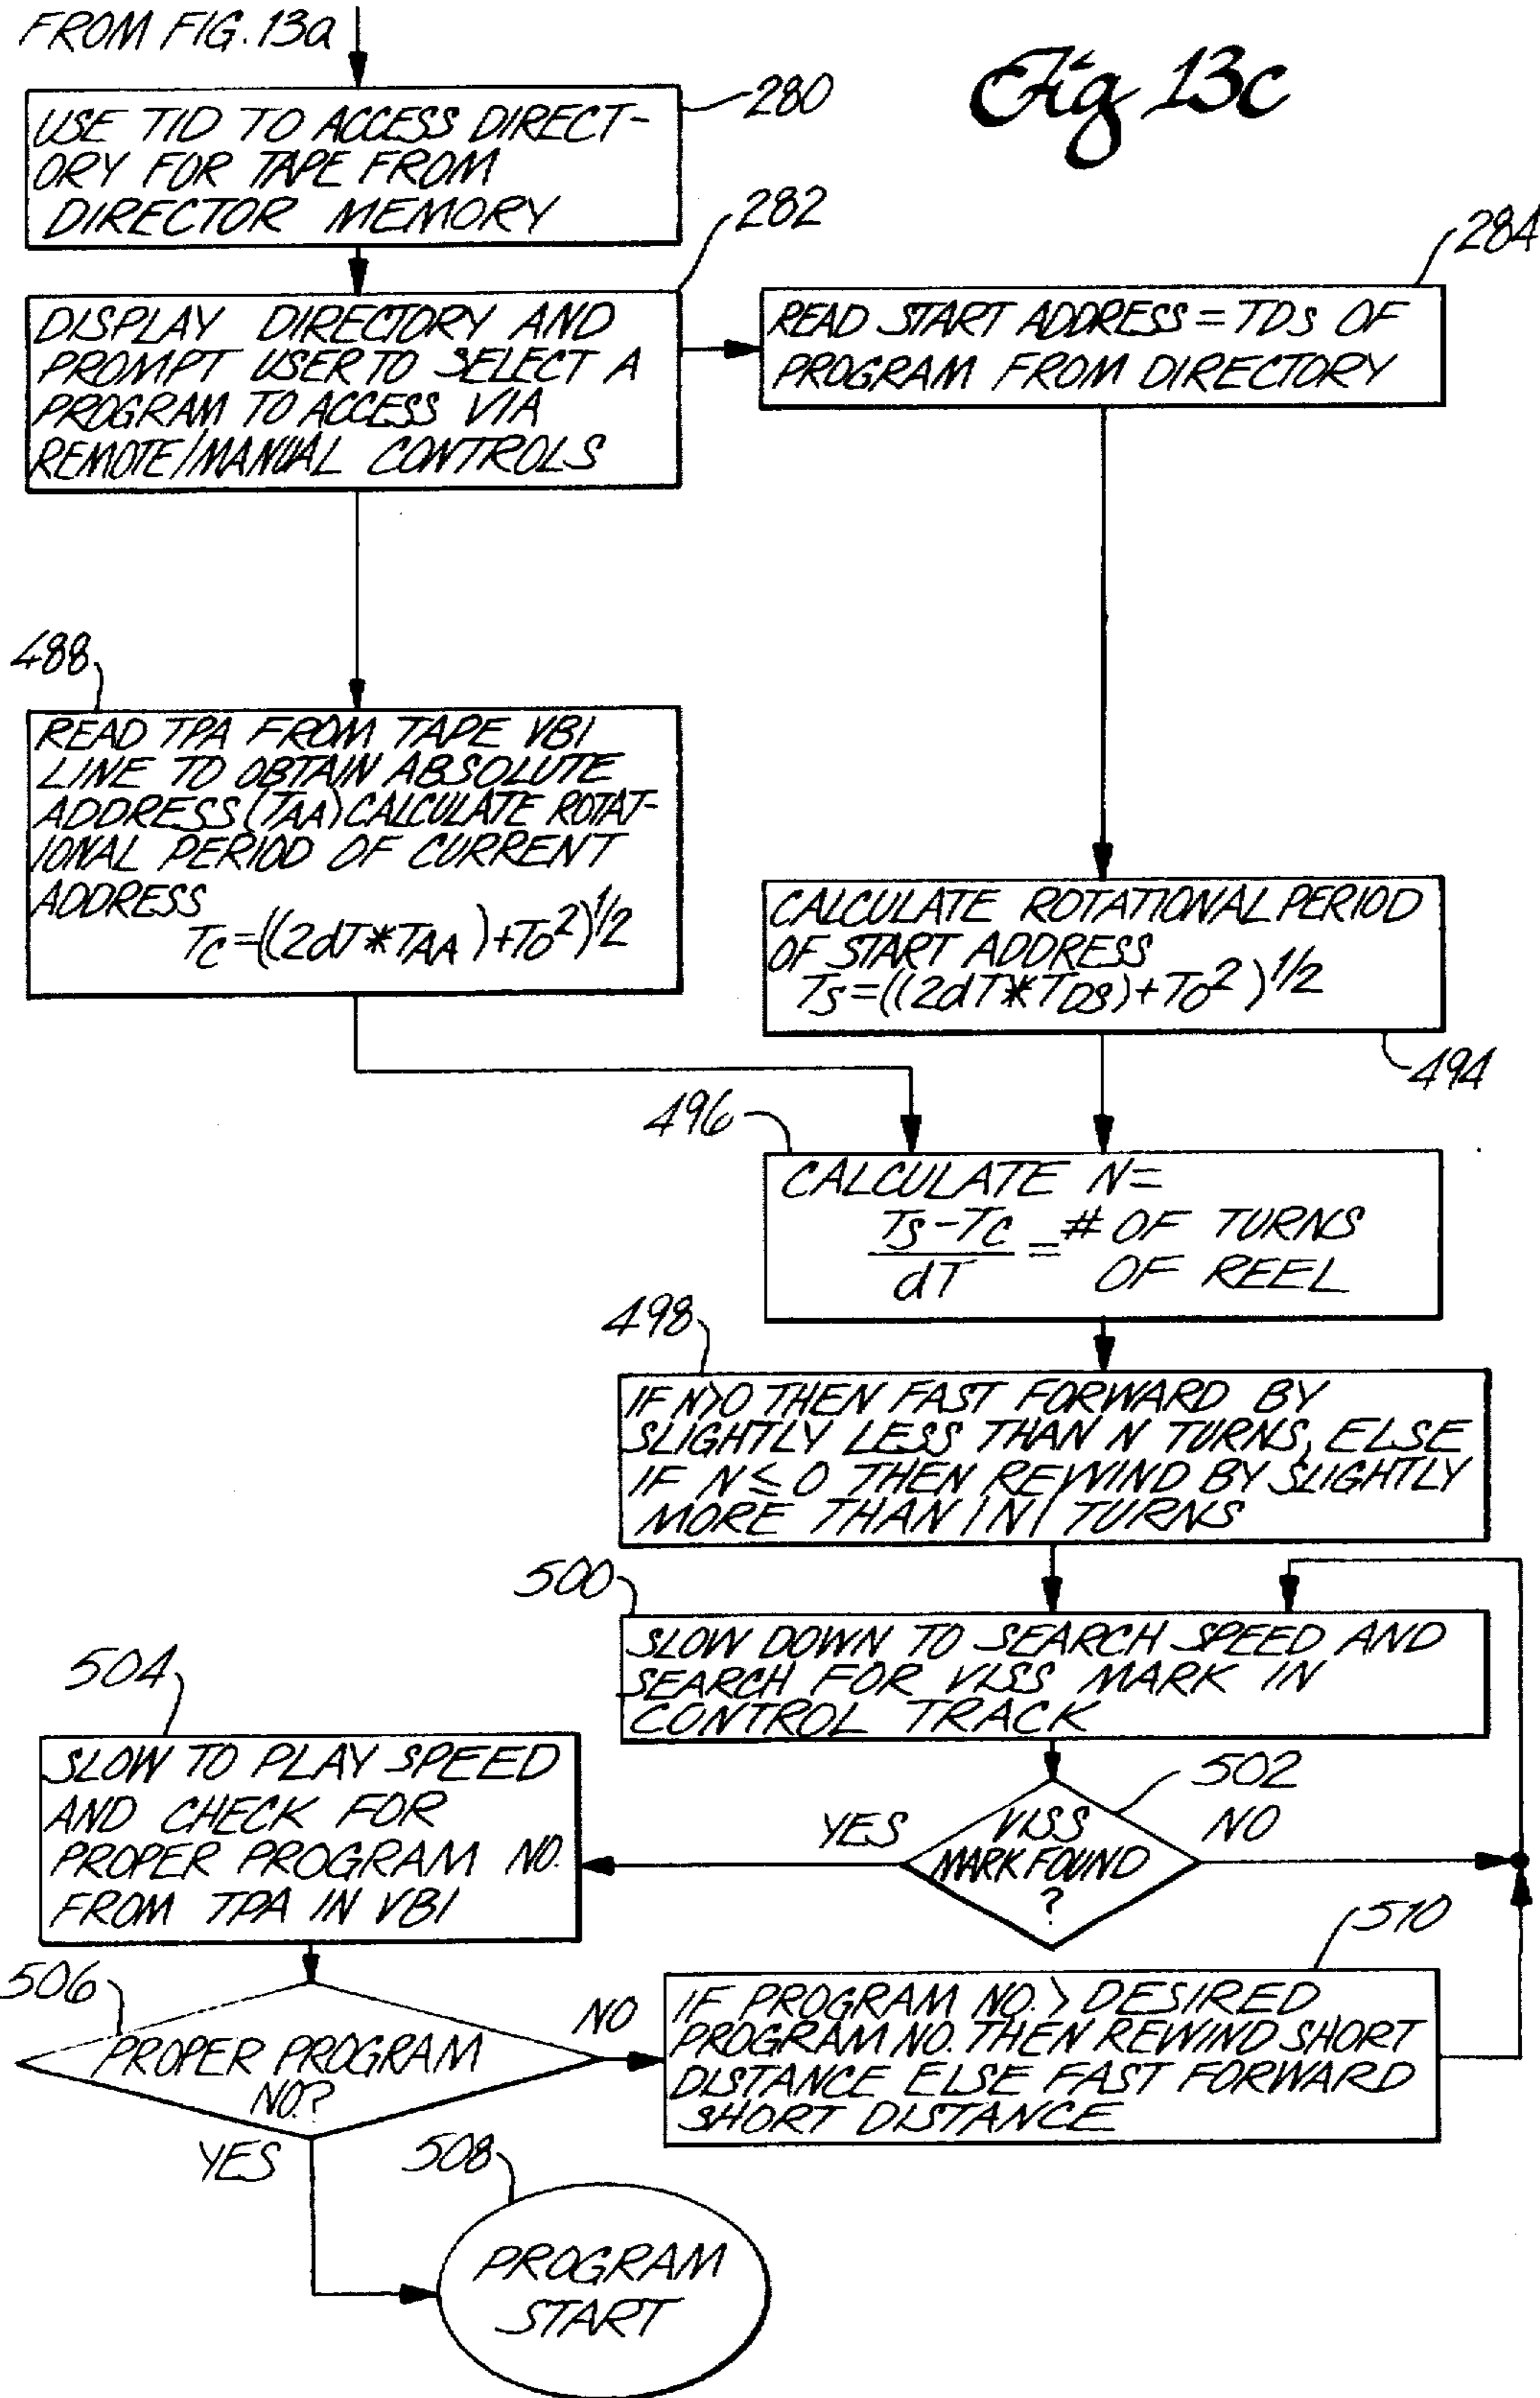 FROM FIG. 13a
Fig 13c
280
USE TID TO ACCESS DIRECT-
ORY FOR TAPE FROM
DIRECTOR MEMORY
282
DISPLAY DIRECTORY AND
PROMPT USER TO SELECT A
PROGRAM TO ACCESS VIA
REMOTE/MANUAL CONTROLS
284
READ START ADDRESS = TDS OF
PROGRAM FROM DIRECTORY
488
READ TPA FROM TAPE VBI
LINE TO OBTAIN ABSOLUTE
ADDRESS (TAA) CALCULATE ROTAT-
IONAL PERIOD OF CURRENT
ADDRESS
TC=((2dT*TAA)+TO²)^1/2
CALCULATE ROTATIONAL PERIOD
OF START ADDRESS
TS=((2dT*TDS)+TO²)^1/2
494
496
CALCULATE N=
TS-TC / dT = # OF TURNS
OF REEL
498
IF N>0 THEN FAST FORWARD BY
SLIGHTLY LESS THAN N TURNS, ELSE
IF N≤0 THEN REWIND BY SLIGHTLY
MORE THAN |N| TURNS
500
SLOW DOWN TO SEARCH SPEED AND
SEARCH FOR VISS MARK IN
CONTROL TRACK
502
VISS
MARK FOUND
?
YES
NO
504
SLOW TO PLAY SPEED
AND CHECK FOR
PROPER PROGRAM NO.
FROM TPA IN VBI
506
PROPER PROGRAM
NO.?
NO
YES
510
IF PROGRAM NO. > DESIRED
PROGRAM NO. THEN REWIND SHORT
DISTANCE ELSE FAST FORWARD
SHORT DISTANCE
508
PROGRAM
START